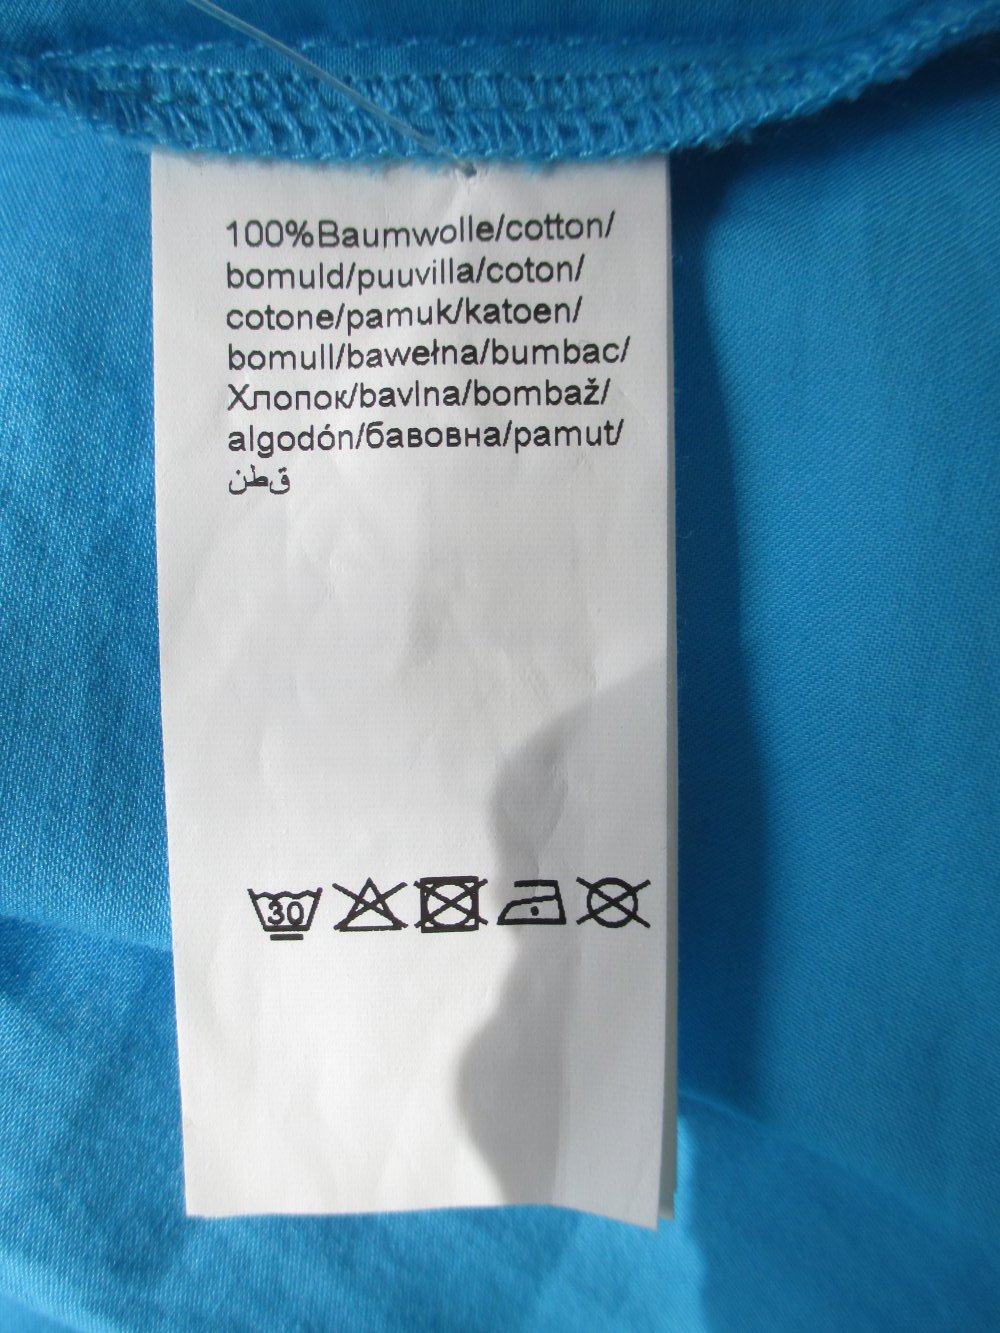 100%Baumwolle/cotton/
bomuld/puuvilla/coton/
cotone/pamuk/katoen/
bomull/bawełna/bumbac/
Хлопок/bavlna/bombaž/
algodón/бавовна/pamut/
قطن
30